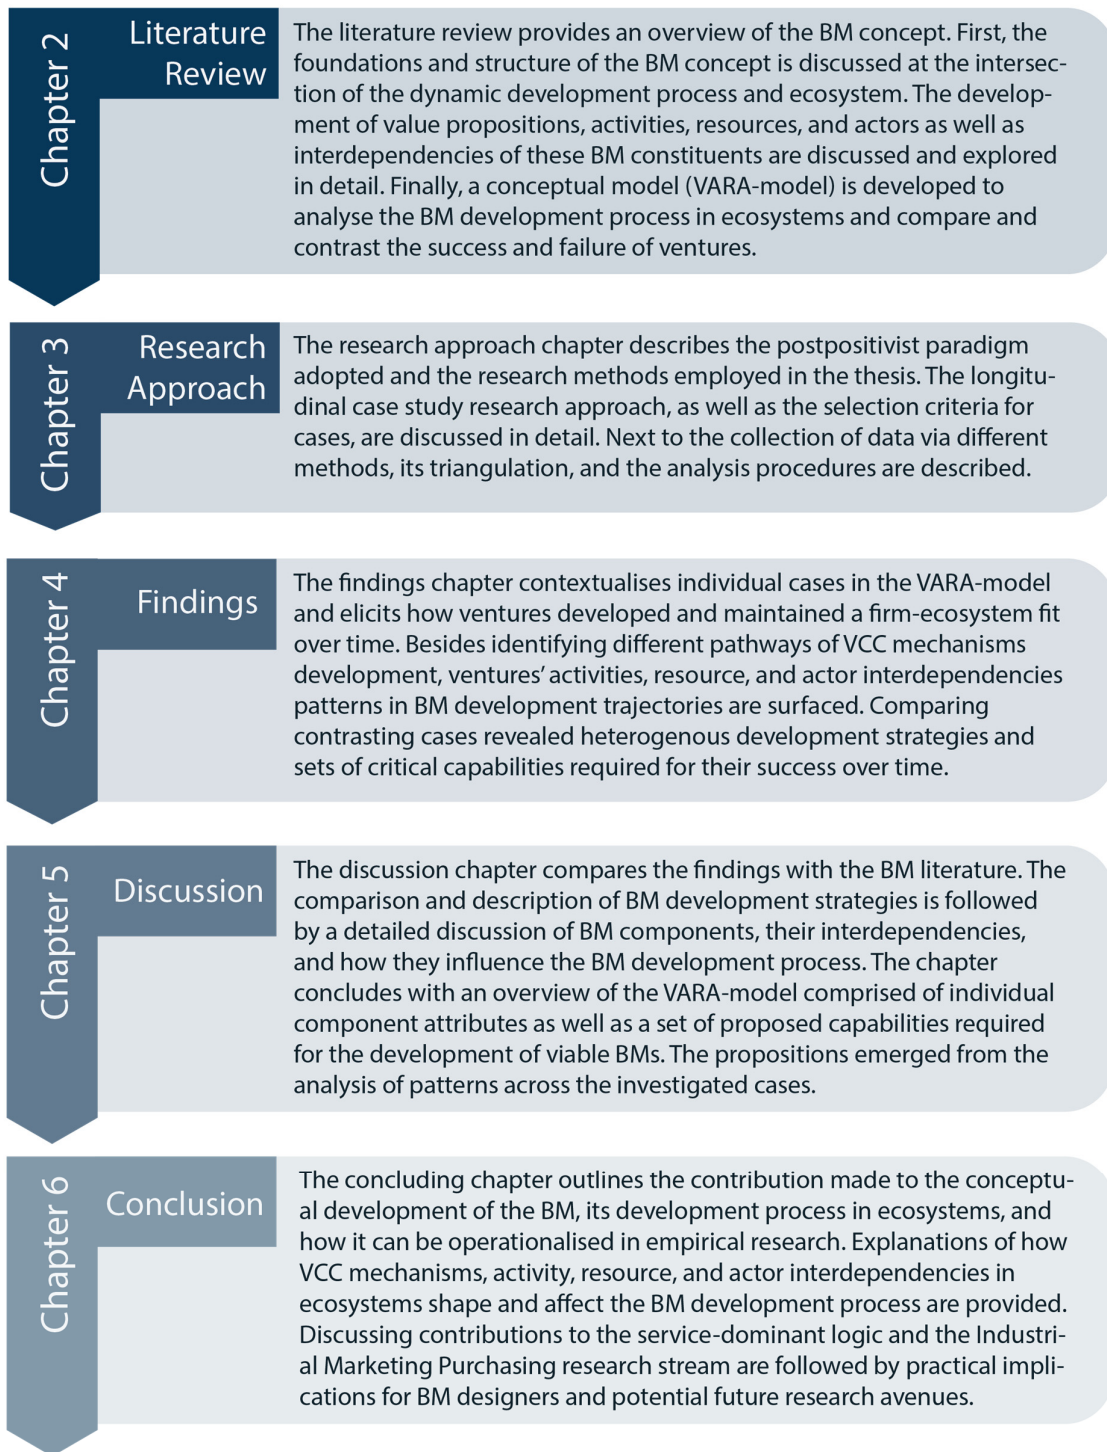 Chapter 2
Literature
Review
The literature review provides an overview of the BM concept. First, the
foundations and structure of the BM concept is discussed at the intersec-
tion of the dynamic development process and ecosystem. The develop-
ment of value propositions, activities, resources, and actors as well as
interdependencies of these BM constituents are discussed and explored
in detail. Finally, a conceptual model (VARA-model) is developed to
analyse the BM development process in ecosystems and compare and
contrast the success and failure of ventures.
Chapter 3
Research
Approach
The research approach chapter describes the postpositivist paradigm
adopted and the research methods employed in the thesis. The longitu-
dinal case study research approach, as well as the selection criteria for
cases, are discussed in detail. Next to the collection of data via different
methods, its triangulation, and the analysis procedures are described.
Chapter 4
Findings
The findings chapter contextualises individual cases in the VARA-model
and elicits how ventures developed and maintained a firm-ecosystem fit
over time. Besides identifying different pathways of VCC mechanisms
development, ventures' activities, resource, and actor interdependencies
patterns in BM development trajectories are surfaced. Comparing
contrasting cases revealed heterogenous development strategies and
sets of critical capabilities required for their success over time.
Chapter 5
Discussion
The discussion chapter compares the findings with the BM literature. The
comparison and description of BM development strategies is followed
by a detailed discussion of BM components, their interdependencies,
and how they influence the BM development process. The chapter
concludes with an overview of the VARA-model comprised of individual
component attributes as well as a set of proposed capabilities required
for the development of viable BMs. The propositions emerged from the
analysis of patterns across the investigated cases.
Chapter 6
Conclusion
The concluding chapter outlines the contribution made to the conceptu-
al development of the BM, its development process in ecosystems, and
how it can be operationalised in empirical research. Explanations of how
VCC mechanisms, activity, resource, and actor interdependencies in
ecosystems shape and affect the BM development process are provided.
Discussing contributions to the service-dominant logic and the Industri-
al Marketing Purchasing research stream are followed by practical impli-
cations for BM designers and potential future research avenues.